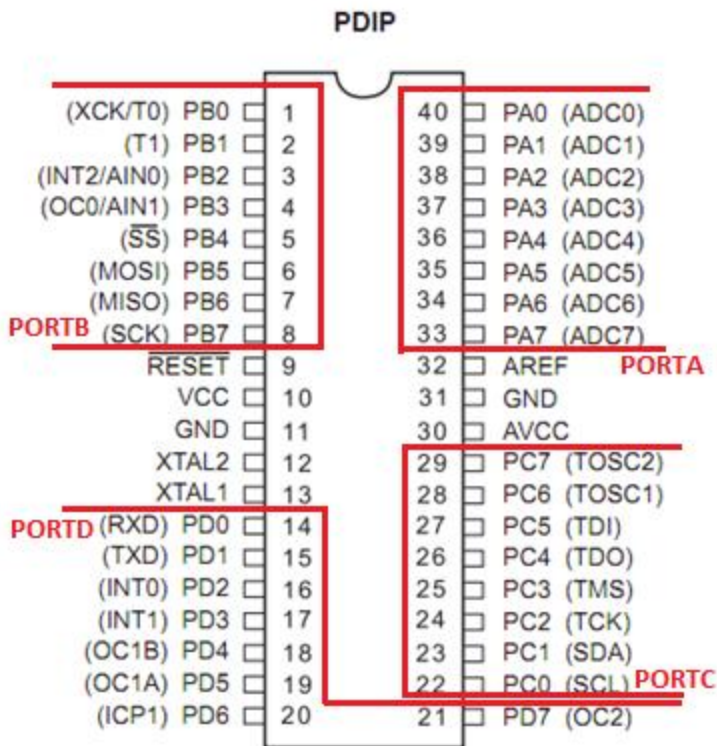 PDIP
(XCK/T0) PB0 1 40 PA0 (ADC0)
(T1) PB1 2 39 PA1 (ADC1)
(INT2/AIN0) PB2 3 38 PA2 (ADC2)
(OC0/AIN1) PB3 4 37 PA3 (ADC3)
(SS) PB4 5 36 PA4 (ADC4)
(MOSI) PB5 6 35 PA5 (ADC5)
(MISO) PB6 7 34 PA6 (ADC6)
PORTB (SCK) PB7 8 33 PA7 (ADC7)
RESET 9 32 AREF PORTA
VCC 10 31 GND
GND 11 30 AVCC
XTAL2 12 29 PC7 (TOSC2)
XTAL1 13 28 PC6 (TOSC1)
PORTD (RXD) PD0 14 27 PC5 (TDI)
(TXD) PD1 15 26 PC4 (TDO)
(INT0) PD2 16 25 PC3 (TMS)
(INT1) PD3 17 24 PC2 (TCK)
(OC1B) PD4 18 23 PC1 (SDA)
(OC1A) PD5 19 22 PC0 (SCL) PORTC
(ICP1) PD6 20 21 PD7 (OC2)